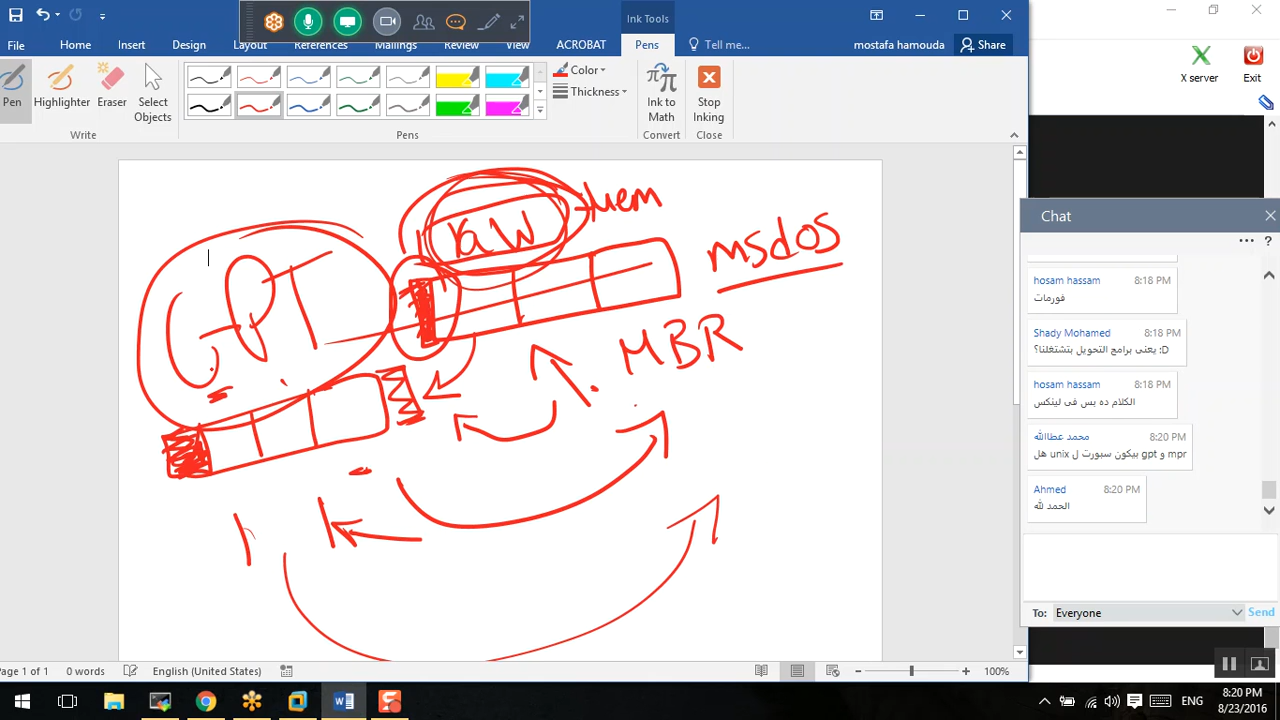 Ink Tools
File
Home
Insert
Design
Layout
References
Mailings
Review
View
ACROBAT
Pens
Tell me...
mostafa hamouda
Share
Pen
Highlighter
Eraser
Select Objects
Color
Thickness
Ink to Math
Stop Inking
Write
Pens
Convert
Close
X server
Exit
GPT
raw
msdos
MBR
Chat
hosam hassam 8:18 PM
فورمات
Shady Mohamed 8:18 PM
يعنى برامج التحويل بتشتغلنا؟ :D
hosam hassam 8:18 PM
الكلام ده بس فى لينكس
محمد عطاالله 8:20 PM
هل unix بيكون سبورت ل gpt و mpr
Ahmed 8:20 PM
الحمد لله
To: Everyone
Send
Page 1 of 1
0 words
English (United States)
100%
ENG
8:20 PM
8/23/2016